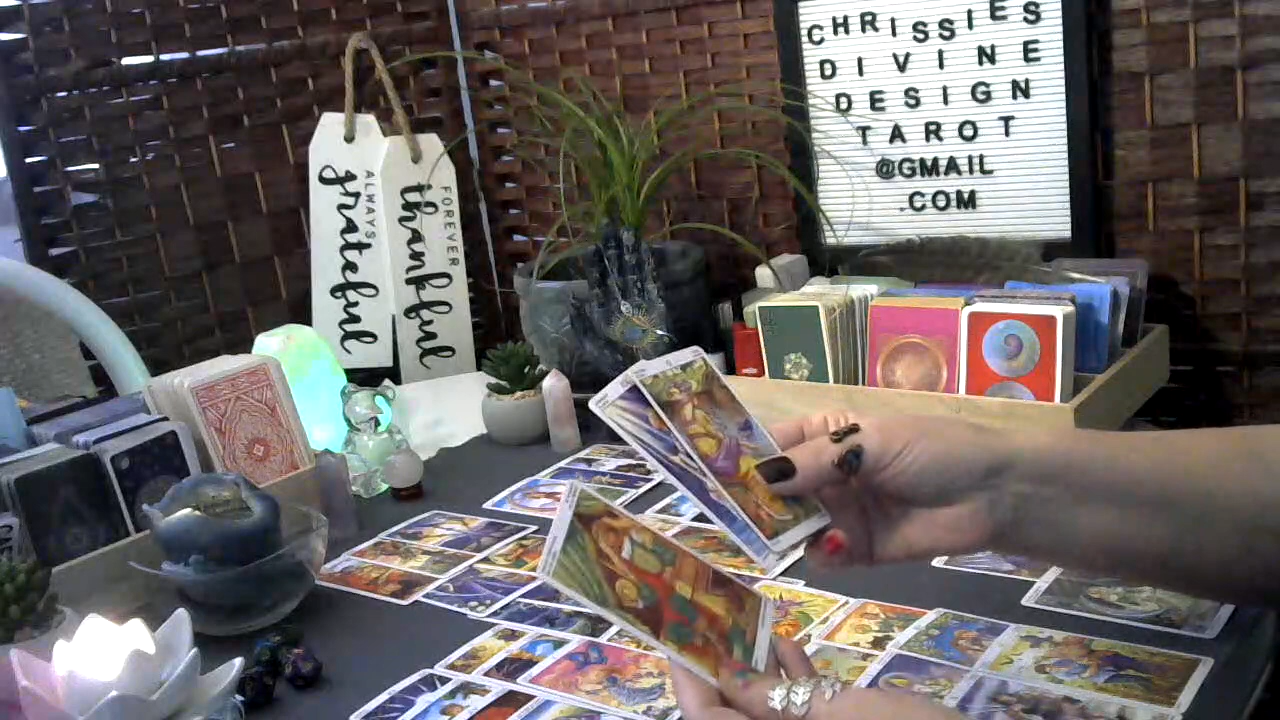 CHRISSIES
DIVINE
DESIGN
TAROT
@GMAIL
.COM
ALWAYS
grateful
FOREVER
thankful